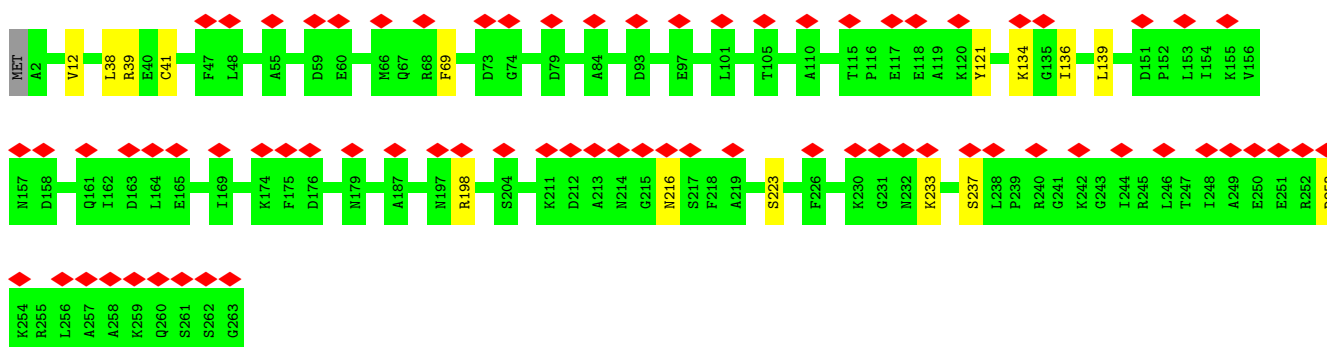 MET A2 V12 L38 R39 E40 C41 F47 L48 A55 D59 E60 M66 Q67 R68 F69 D73 G74 D79 A84 D93 E97 L101 T105 A110 T115 P116 E117 E118 A119 K120 Y121 K134 G135 I136 L139 D151 P152 L153 I154 K155 V156
N157 D158 Q161 I162 D163 L164 E165 I169 K174 F175 D176 N179 A187 N197 R198 S204 K211 D212 A213 N214 G215 N216 S217 F218 A219 S223 F226 K230 G231 N232 K233 S237 L238 P239 R240 G241 K242 G243 I244 R245 L246 T247 I248 A249 E250 E251 R252
K254 R255 L256 A257 A258 K259 Q260 S261 S262 G263